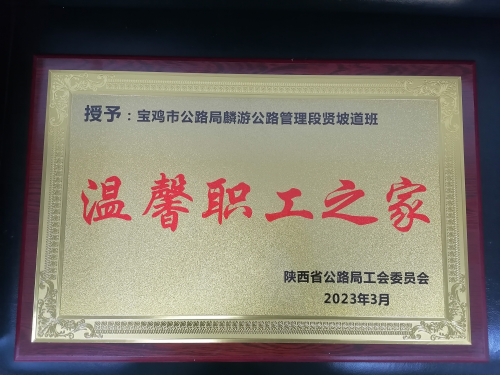 授予：宝鸡市公路局麟游公路管理段贤坡道班
温馨职工之家
陕西省公路局工会委员会
2023年3月